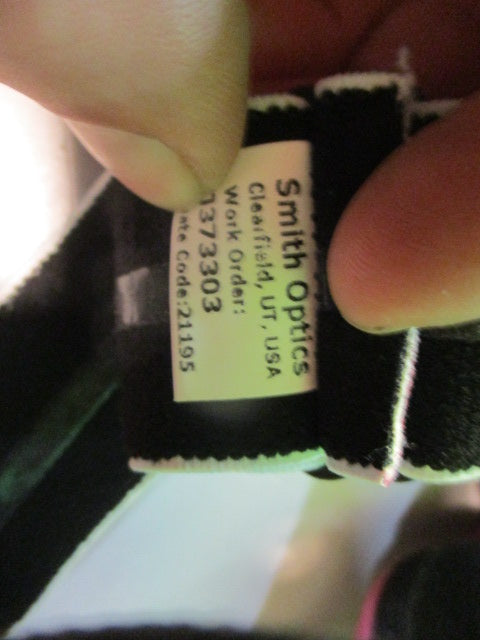 Smith Optics
Clearfield, UT, USA
Work Order:
373303
Code:21195